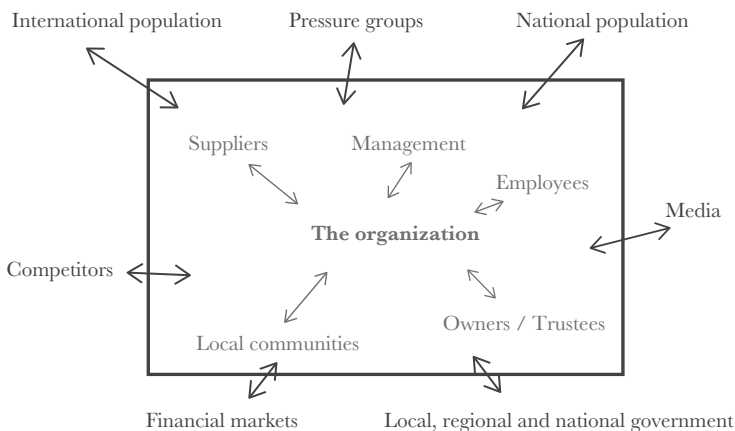 International population
Pressure groups
National population
Suppliers
Management
Employees
Media
The organization
Competitors
Owners / Trustees
Local communities
Financial markets
Local, regional and national government